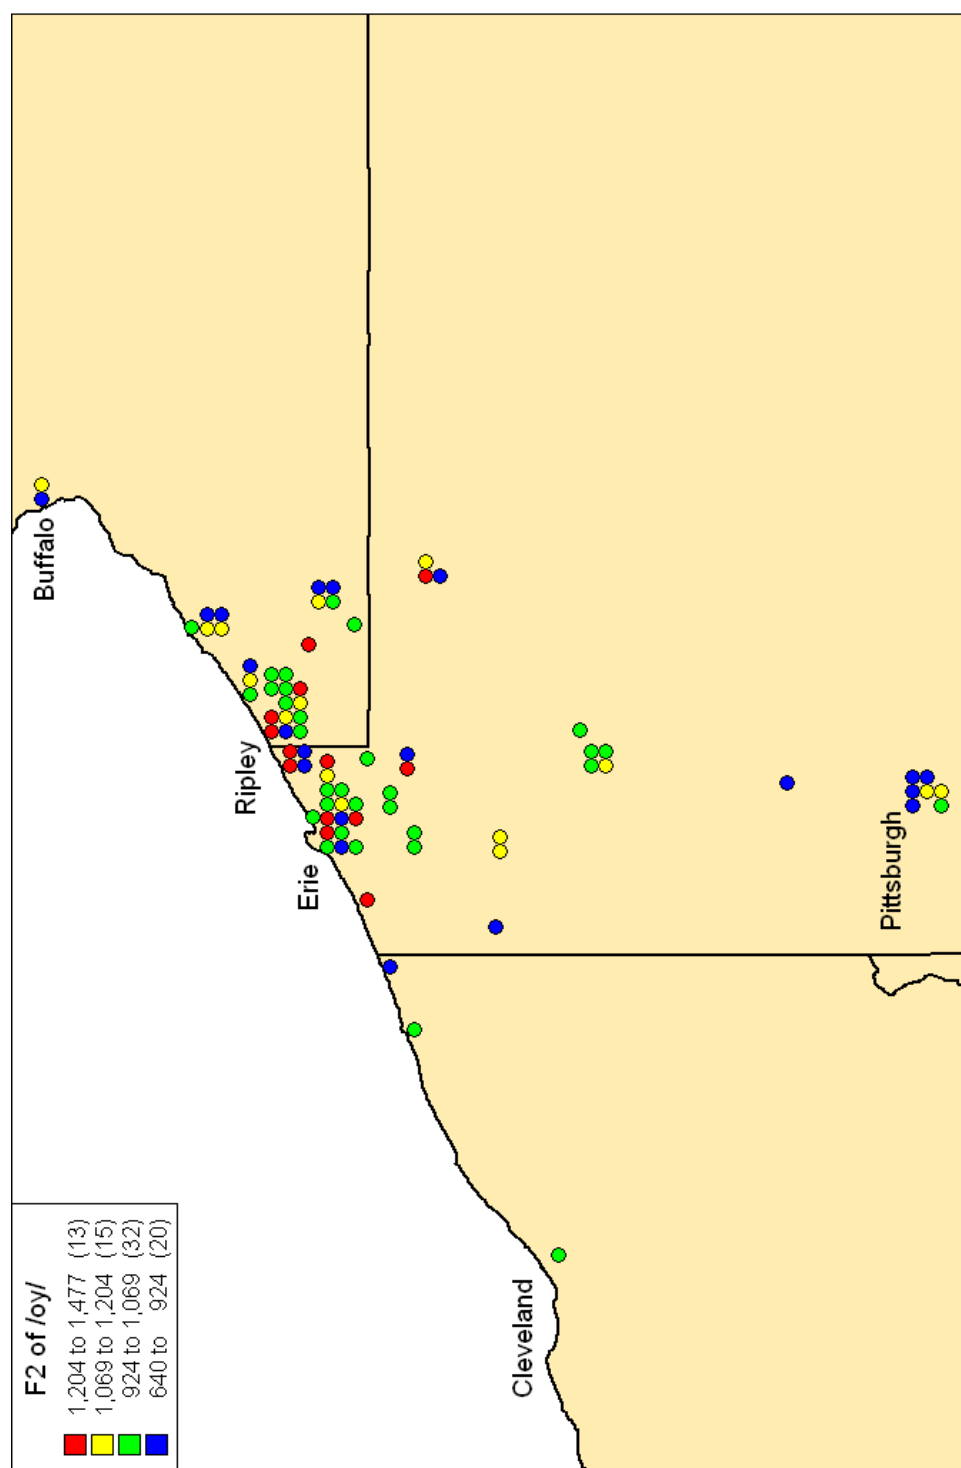 F2 of /oy/
1,204 to 1,477 (13)
1,069 to 1,204 (15)
924 to 1,069 (32)
640 to 924 (20)
Buffalo
Ripley
Erie
Cleveland
Pittsburgh